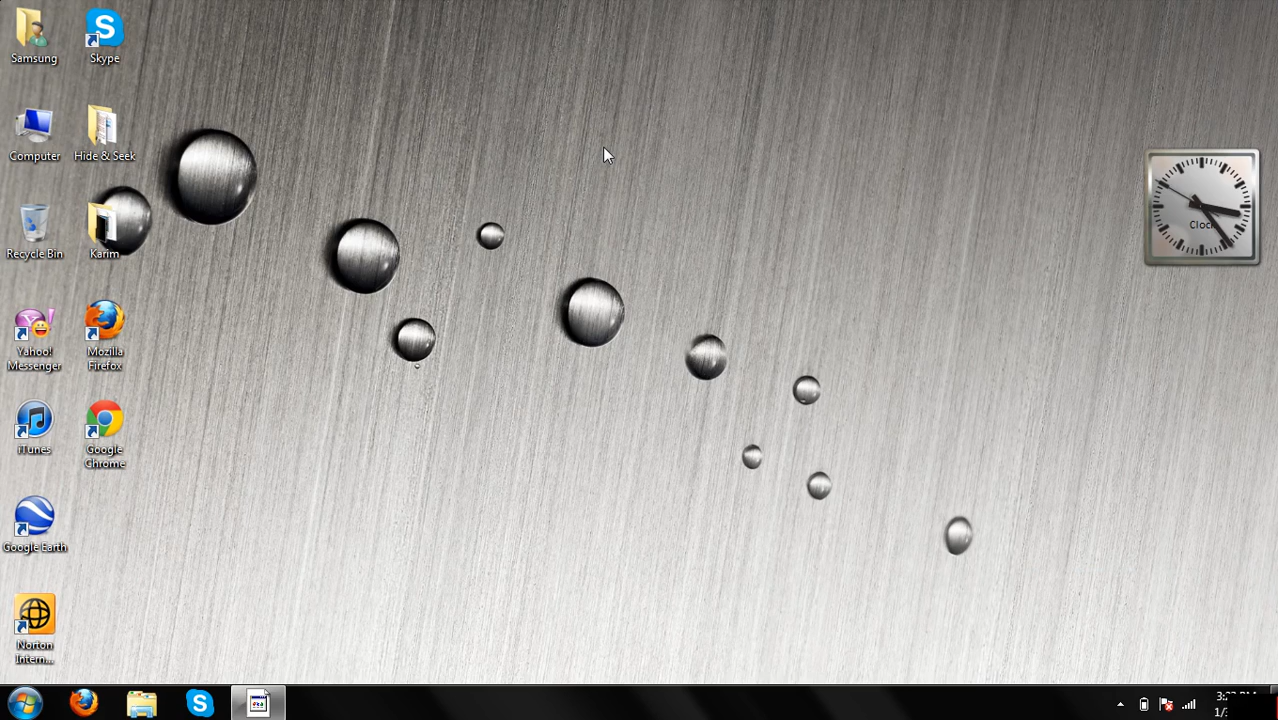 Samsung
Skype
Computer
Hide & Seek
Recycle Bin
Karim
Clock
Yahoo!
Messenger
Mozilla
Firefox
iTunes
Google
Chrome
Google Earth
Norton
Intern...